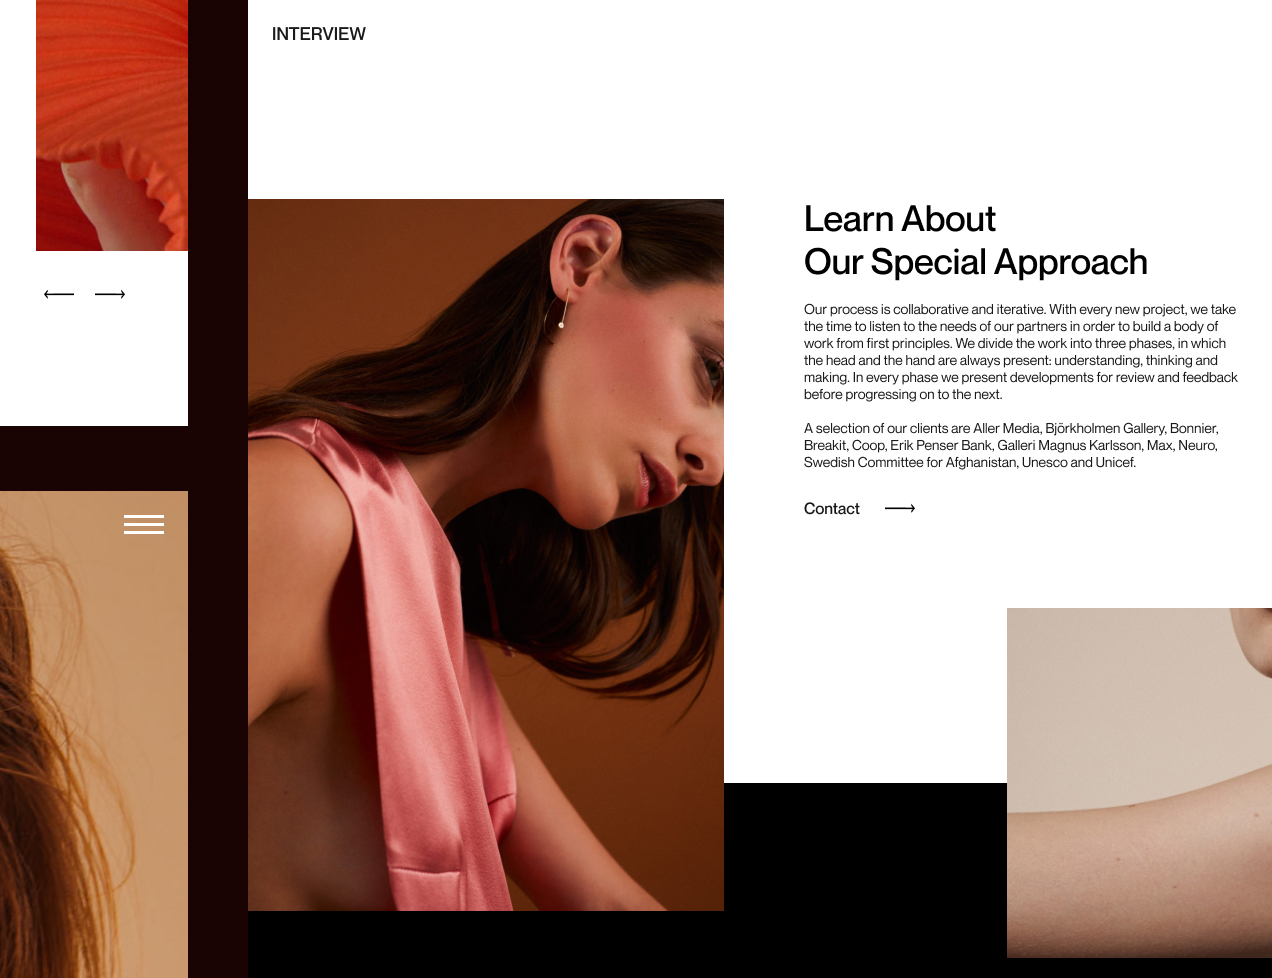 INTERVIEW
Learn About
Our Special Approach
Our process is collaborative and iterative. With every new project, we take
the time to listen to the needs of our partners in order to build a body of
work from first principles. We divide the work into three phases, in which
the head and the hand are always present: understanding, thinking and
making. In every phase we present developments for review and feedback
before progressing on to the next.
A selection of our clients are Aller Media, Björkholmen Gallery, Bonnier,
Breakit, Coop, Erik Penser Bank, Galleri Magnus Karlsson, Max, Neuro,
Swedish Committee for Afghanistan, Unesco and Unicef.
Contact